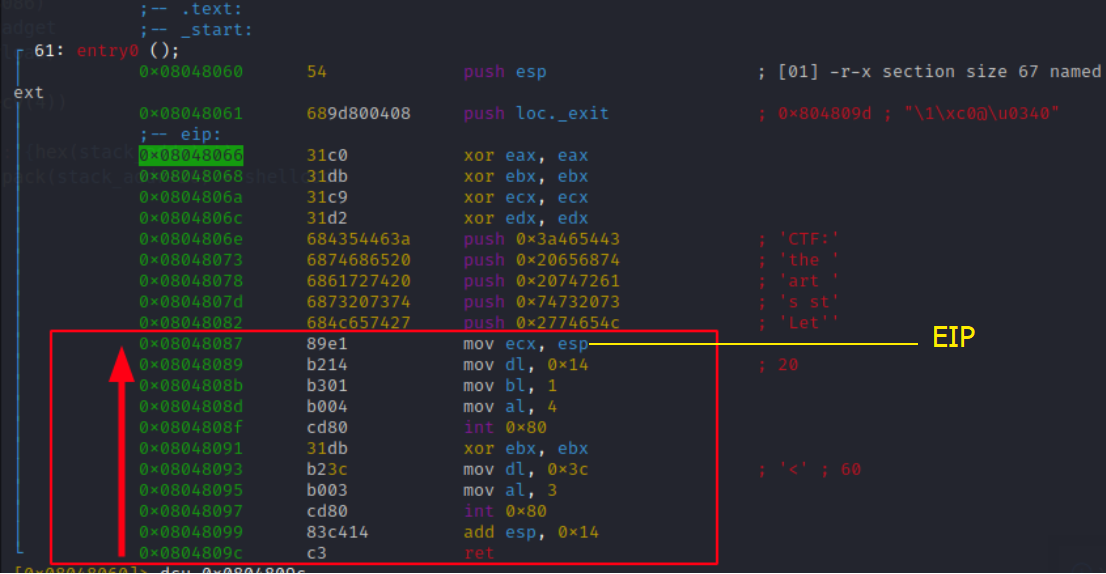 ;-- .text:
;-- _start:
61: entry0 ();
0×08048060 54 push esp ; [01] -r-x section size 67 named
ext
0×08048061 689d800408 push loc._exit ; 0×804809d ; "\1\xc0@\u0340"
;-- eip:
0×08048066 31c0 xor eax, eax
0×08048068 31db xor ebx, ebx
0×0804806a 31c9 xor ecx, ecx
0×0804806c 31d2 xor edx, edx
0×0804806e 684354463a push 0×3a465443 ; 'CTF:'
0×08048073 6874686520 push 0×20656874 ; 'the '
0×08048078 6861727420 push 0×20747261 ; 'art '
0×0804807d 6873207374 push 0×74732073 ; 's st'
0×08048082 684c657427 push 0×2774654c ; 'Let''
0×08048087 89e1 mov ecx, esp EIP
0×08048089 b214 mov dl, 0×14 ; 20
0×0804808b b301 mov bl, 1
0×0804808d b004 mov al, 4
0×0804808f cd80 int 0×80
0×08048091 31db xor ebx, ebx
0×08048093 b23c mov dl, 0×3c ; '<' ; 60
0×08048095 b003 mov al, 3
0×08048097 cd80 int 0×80
0×08048099 83c414 add esp, 0×14
0×0804809c c3 ret
[0×08048060]> dcu 0×0804809c